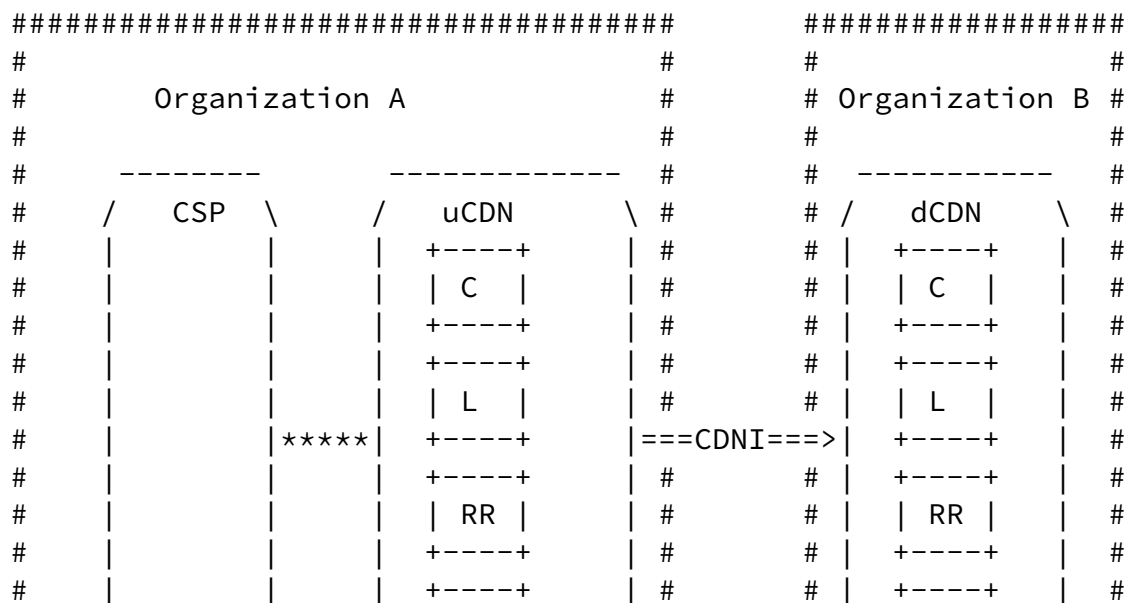 #####################################       ##################
#                                   #       #                #
#       Organization A              #       # Organization B #
#                                   #       #                #
#     --------       -------------  #       #  -----------   #
#    /   CSP  \     /   uCDN      \ #       # /   dCDN    \  #
#    |        |     |  +----+     | #       # |  +----+   |  #
#    |        |     |  | C  |     | #       # |  | C  |   |  #
#    |        |     |  +----+     | #       # |  +----+   |  #
#    |        |     |  +----+     | #       # |  +----+   |  #
#    |        |     |  | L  |     | #       # |  | L  |   |  #
#    |        |*****|  +----+     |===CDNI===>|  +----+   |  #
#    |        |     |  +----+     | #       # |  +----+   |  #
#    |        |     |  | RR |     | #       # |  | RR |   |  #
#    |        |     |  +----+     | #       # |  +----+   |  #
#    |        |     |  +----+     | #       # |  +----+   |  #